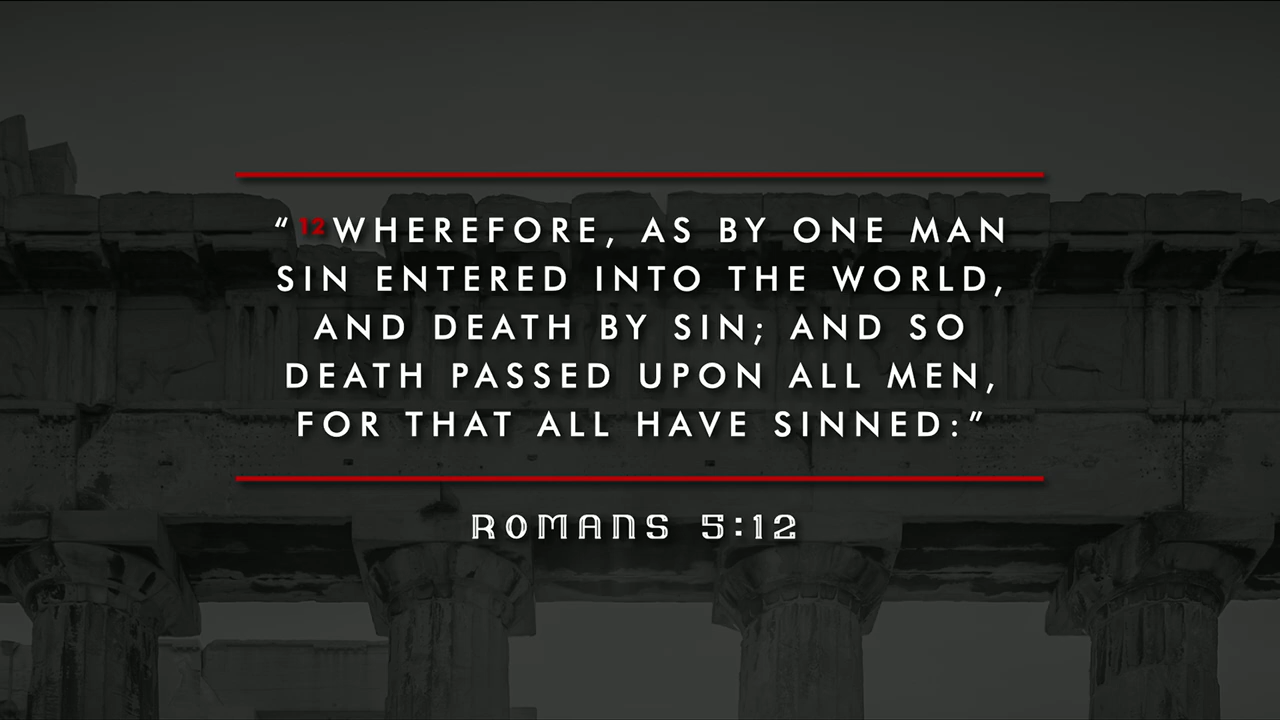 “12WHEREFORE, AS BY ONE MAN
SIN ENTERED INTO THE WORLD,
AND DEATH BY SIN; AND SO
DEATH PASSED UPON ALL MEN,
FOR THAT ALL HAVE SINNED:”
ROMANS 5:12